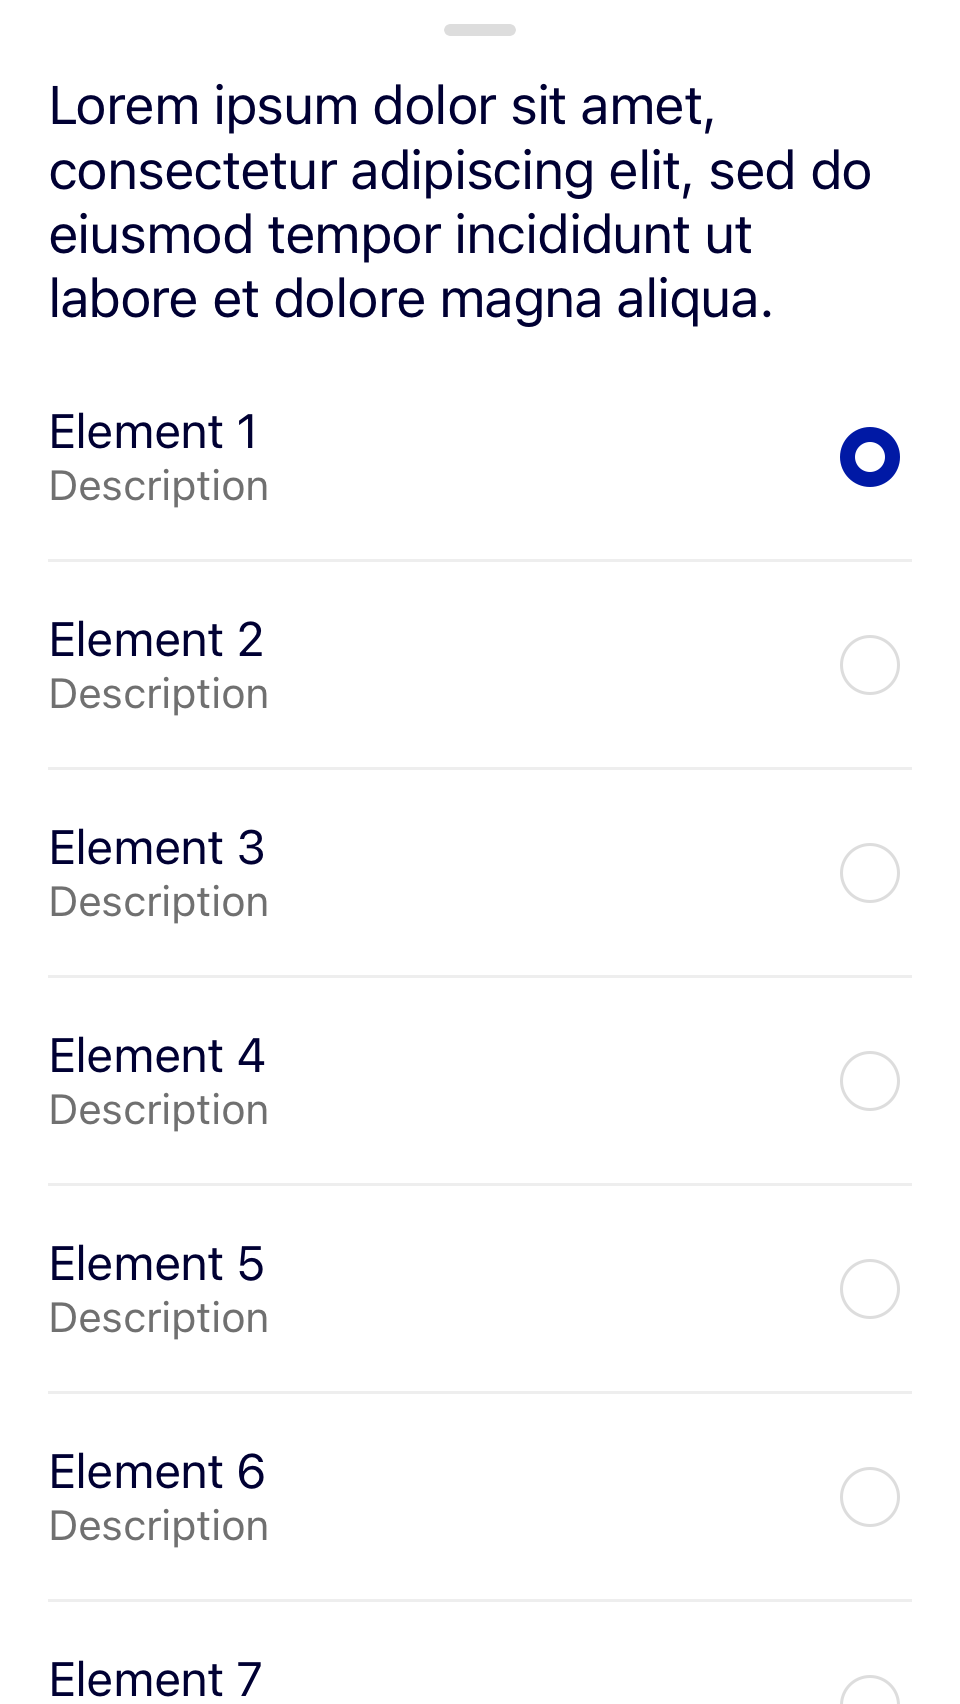 Lorem ipsum dolor sit amet,
consectetur adipiscing elit, sed do
eiusmod tempor incididunt ut
labore et dolore magna aliqua.
Element 1
Description
Element 2
Description
Element 3
Description
Element 4
Description
Element 5
Description
Element 6
Description
Element 7